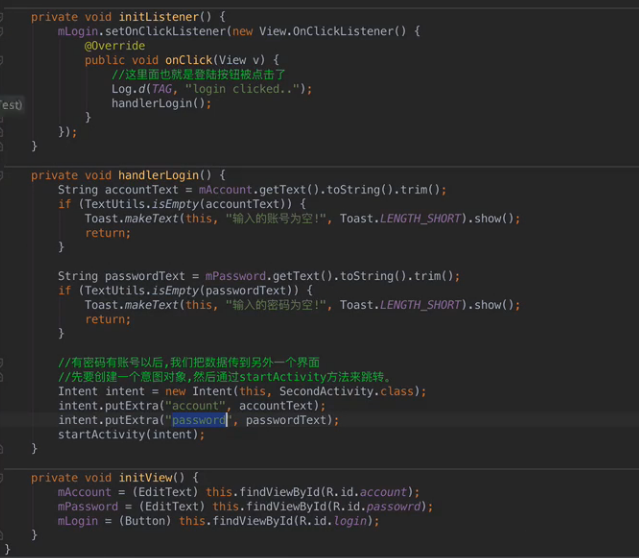 private void initListener() {
mLogin.setOnClickListener(new View.OnClickListener() {
@Override
public void onClick(View v) {
//这里面也就是登陆按钮被点击了
Log.d(TAG, "login clicked..");
handlerLogin();
}
});
}
Test)
private void handlerLogin() {
String accountText = mAccount.getText().toString().trim();
if (TextUtils.isEmpty(accountText)) {
Toast.makeText(this, "输入的账号为空!", Toast.LENGTH_SHORT).show();
return;
}
String passwordText = mPassword.getText().toString().trim();
if (TextUtils.isEmpty(passwordText)) {
Toast.makeText(this, "输入的密码为空!", Toast.LENGTH_SHORT).show();
return;
}
//有密码有账号以后,我们把数据传到另外一个界面
//先要创建一个意图对象,然后通过startActivity方法来跳转。
Intent intent = new Intent(this, SecondActivity.class);
intent.putExtra("account", accountText);
intent.putExtra("password", passwordText);
startActivity(intent);
}
private void initView() {
mAccount = (EditText) this.findViewById(R.id.account);
mPassword = (EditText) this.findViewById(R.id.passowrd);
mLogin = (Button) this.findViewById(R.id.login);
}
}